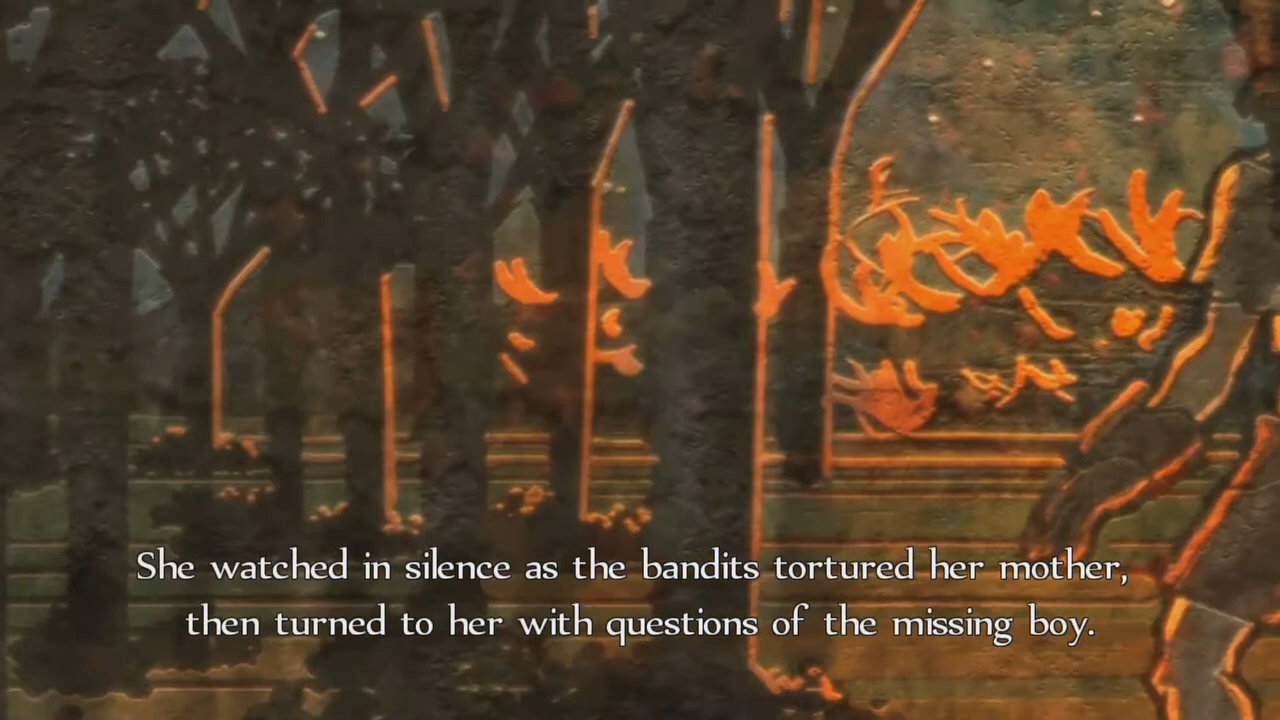 She watched in silence as the bandits tortured her mother,
then turned to her with questions of the missing boy.